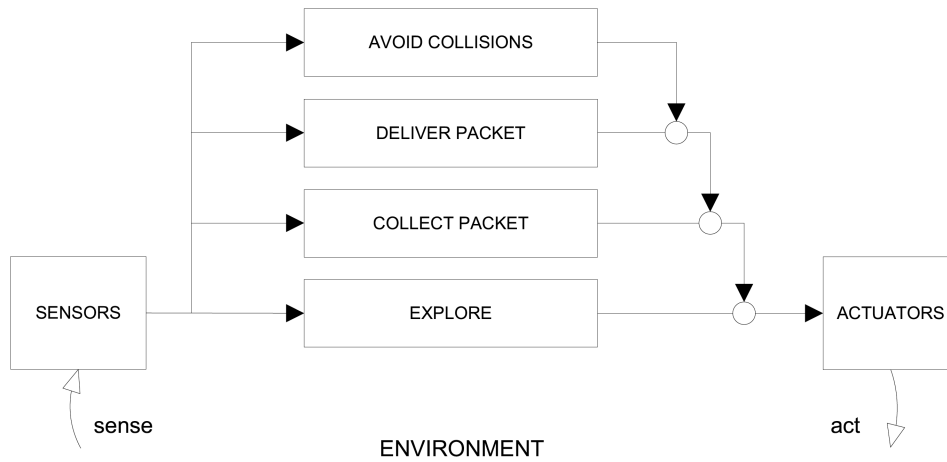 AVOID COLLISIONS
DELIVER PACKET
COLLECT PACKET
SENSORS
EXPLORE
ACTUATORS
sense
act
ENVIRONMENT